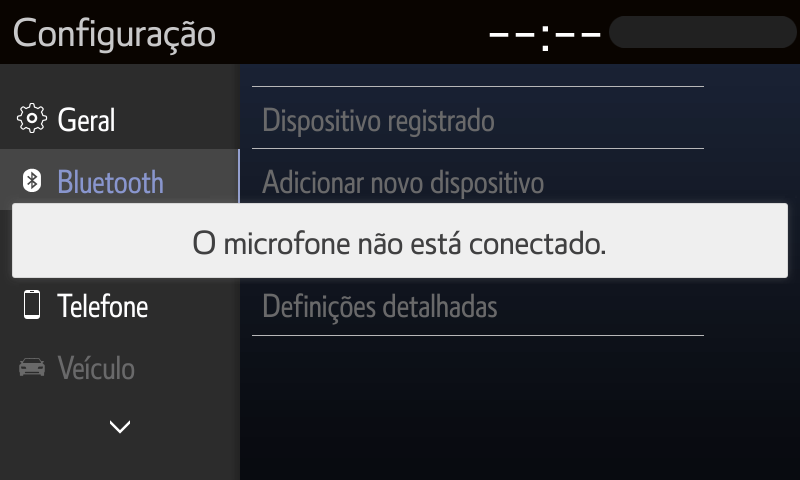 Configuração
--:--
Geral
Dispositivo registrado
Bluetooth
Adicionar novo dispositivo
O microfone não está conectado.
Telefone
Definições detalhadas
Veículo